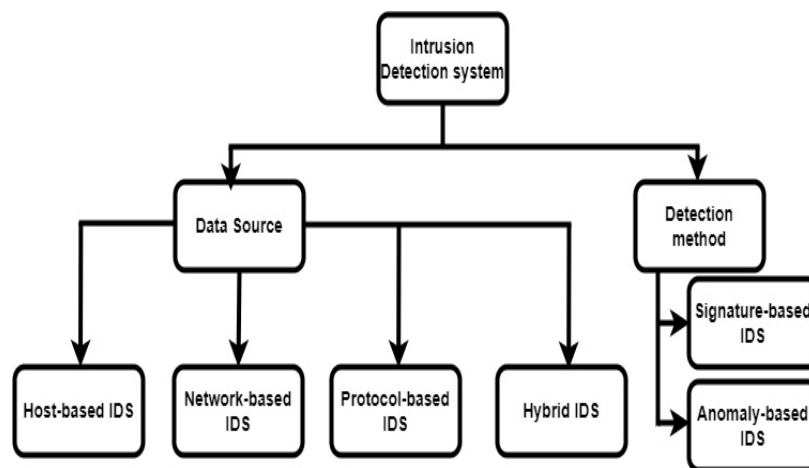 Intrusion
Detection system
Data Source
Detection
method
Signature-based
IDS
Host-based IDS
Network-based
IDS
Protocol-based
IDS
Hybrid IDS
Anomaly-based
IDS